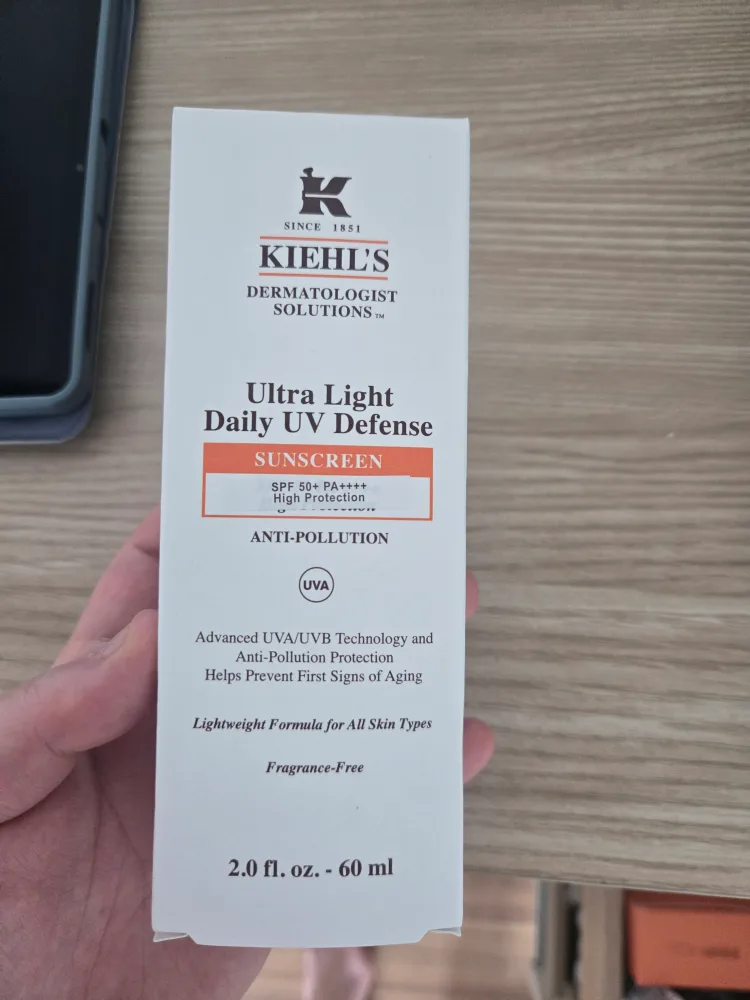 K
SINCE 1851
KIEHL'S
DERMATOLOGIST
SOLUTIONS™
Ultra Light
Daily UV Defense
SUNSCREEN
SPF 50+ PA++++
High Protection
ANTI-POLLUTION
UVA
Advanced UVA/UVB Technology and
Anti-Pollution Protection
Helps Prevent First Signs of Aging
Lightweight Formula for All Skin Types
Fragrance-Free
2.0 fl. oz. - 60 ml